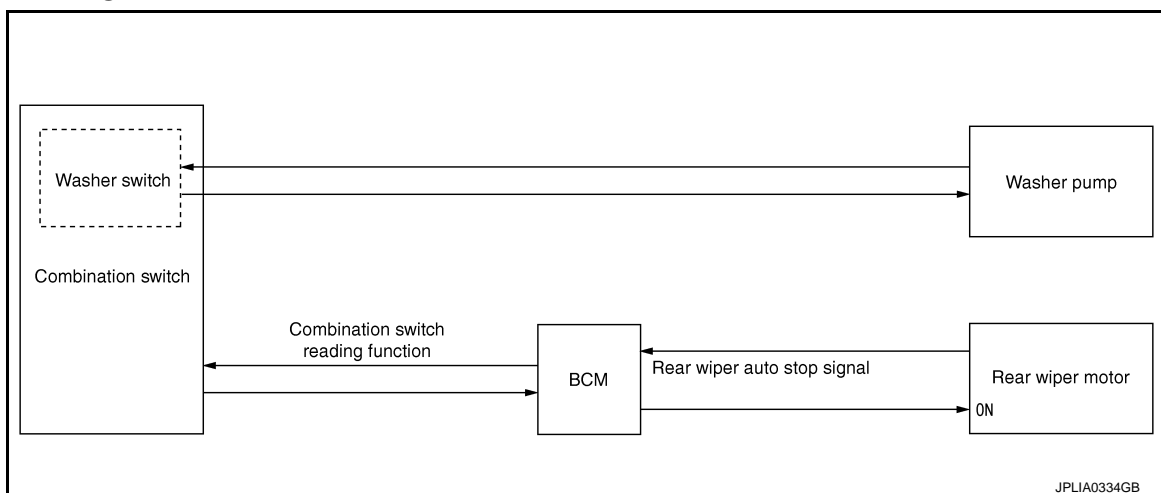 Washer switch
Washer pump
Combination switch
Combination switch
reading function
BCM
Rear wiper auto stop signal
Rear wiper motor
ON
JPLIA0334GB